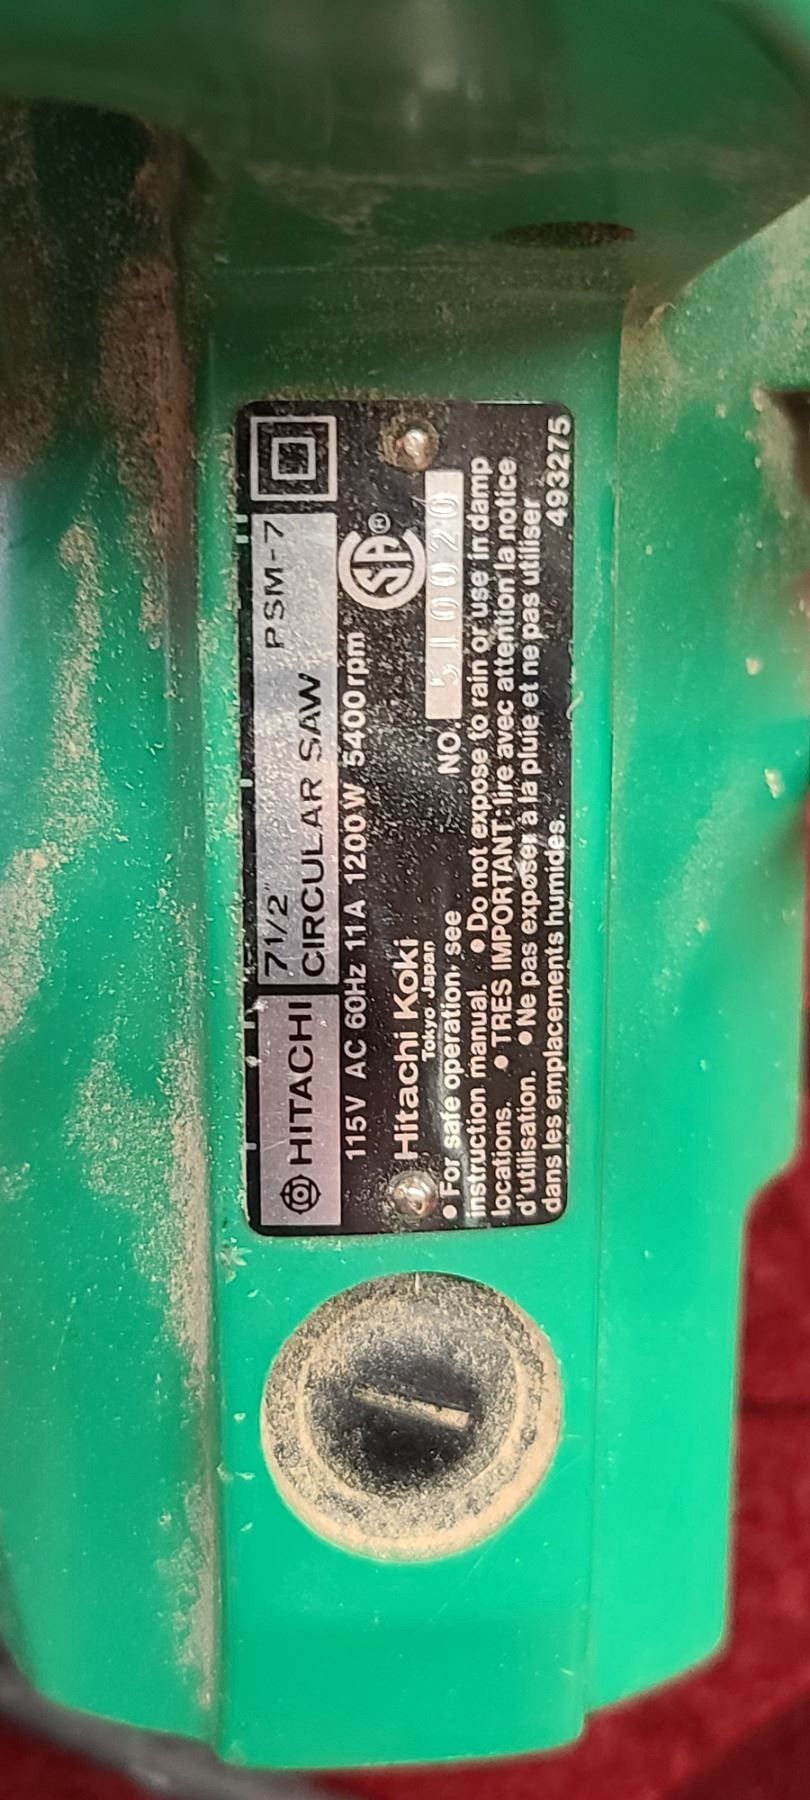 HITACHI
7 1/2" PSM-7
CIRCULAR SAW
115V AC 60Hz 11A 1200W 5400rpm
SA®
Hitachi Koki
Tokyo Japan
NO. 510020
• For safe operation, see
instruction manual. • Do not expose to rain or use in damp
locations. • TRES IMPORTANT: lire avec attention la notice
d'utilisation. • Ne pas exposer à la pluie et ne pas utiliser
dans les emplacements humides. 493275